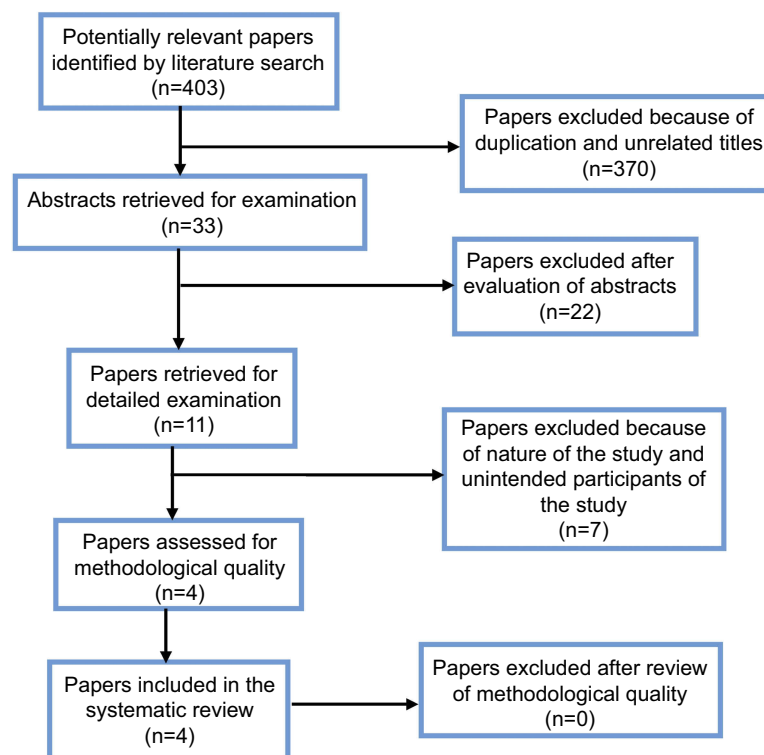 Potentially relevant papers
identified by literature search
(n=403)
Papers excluded because of
duplication and unrelated titles
(n=370)
Abstracts retrieved for examination
(n=33)
Papers excluded after
evaluation of abstracts
(n=22)
Papers retrieved for
detailed examination
(n=11)
Papers excluded because
of nature of the study and
unintended participants of
the study
(n=7)
Papers assessed for
methodological quality
(n=4)
Papers excluded after review
of methodological quality
(n=0)
Papers included in the
systematic review
(n=4)